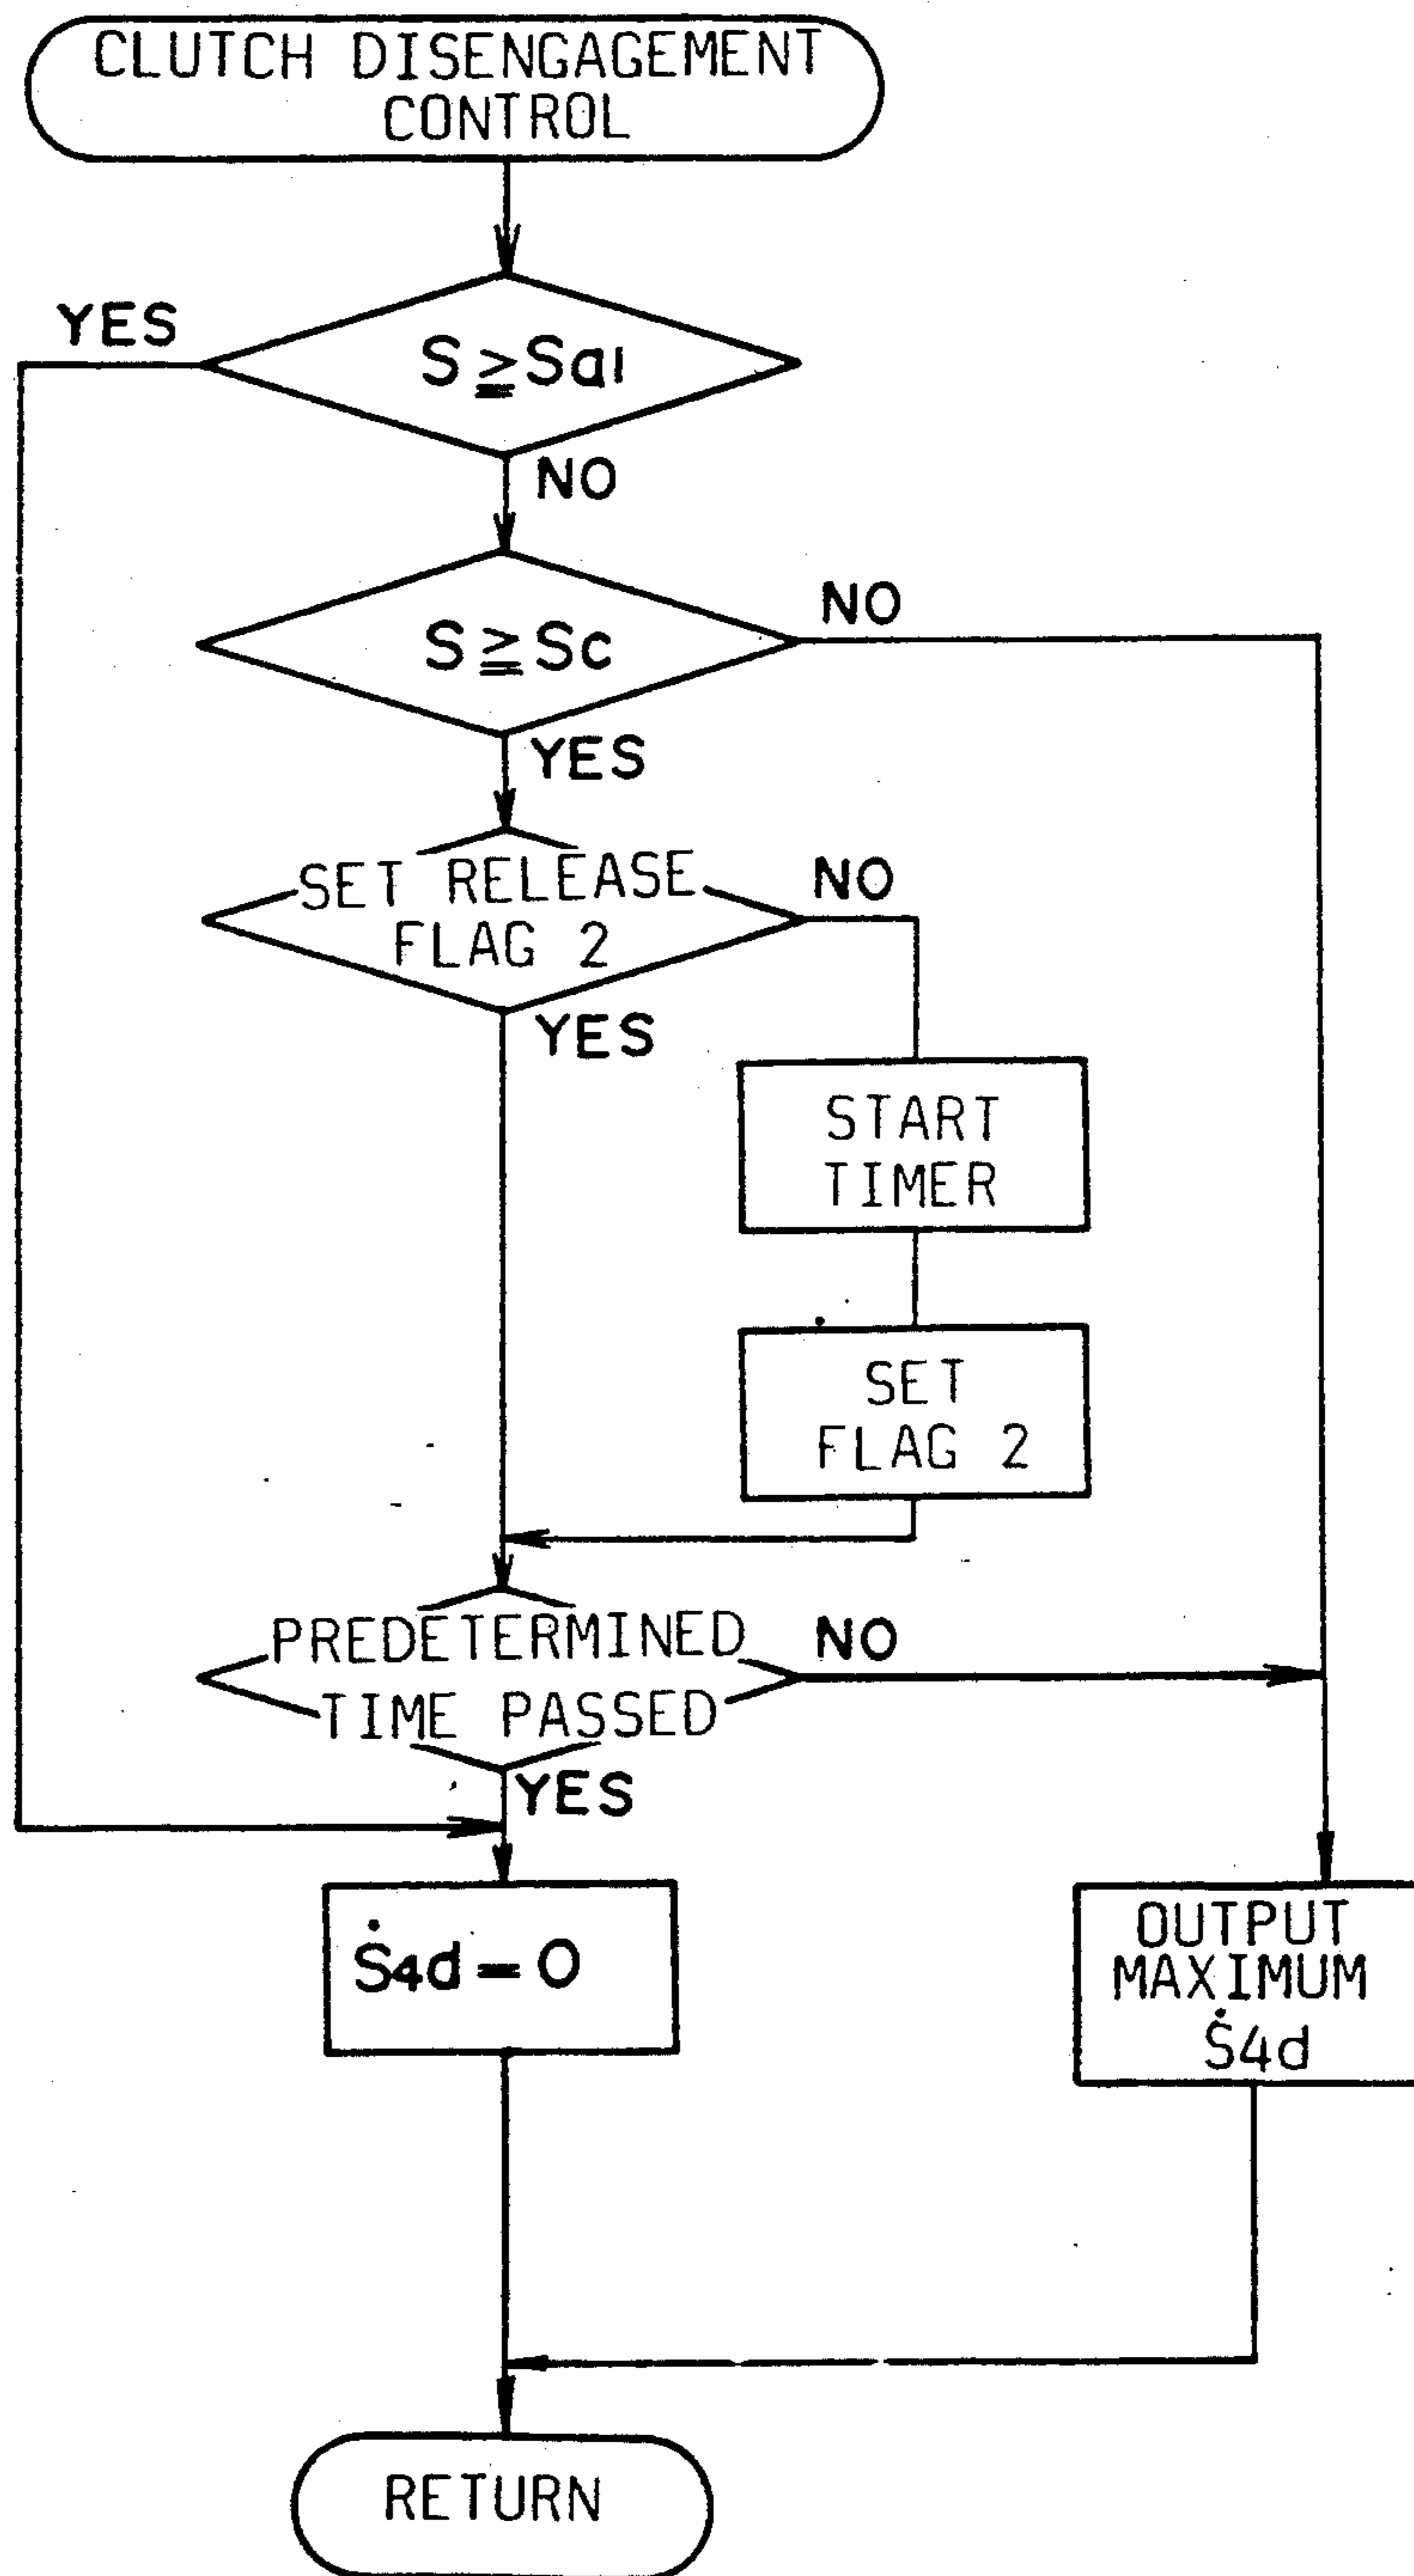 CLUTCH DISENGAGEMENT
CONTROL
YES
S ≧ Sa1
NO
S ≧ Sc
NO
YES
SET RELEASE
FLAG 2
NO
YES
START
TIMER
SET
FLAG 2
PREDETERMINED
TIME PASSED
NO
YES
Ṡ4d = 0
OUTPUT
MAXIMUM
Ṡ4d
RETURN